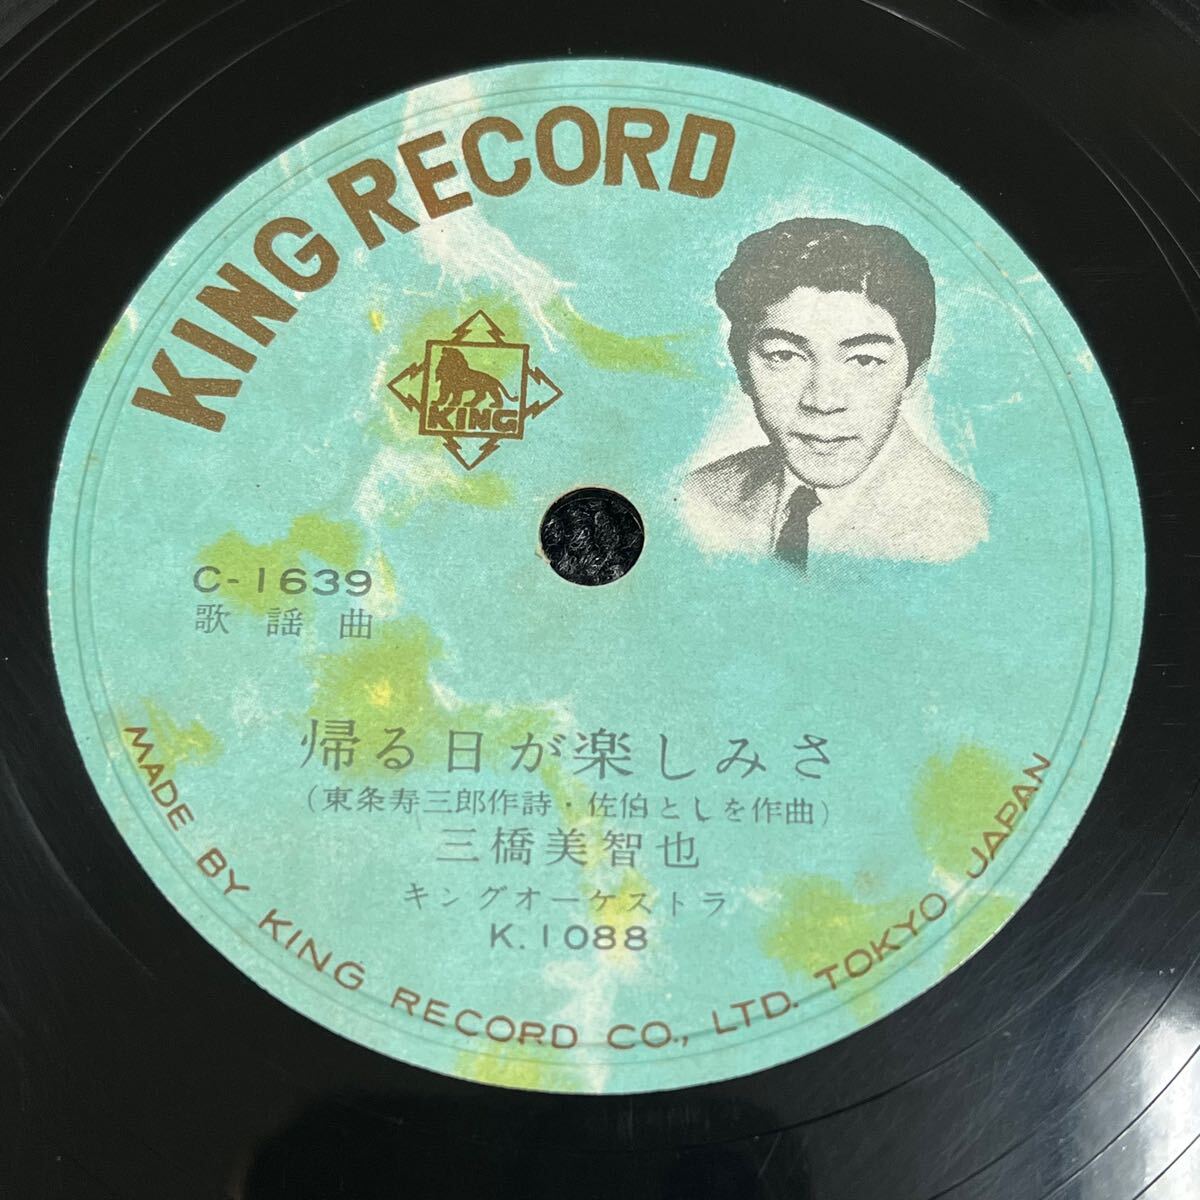 KING RECORD
KING
C-1639
歌謡曲
帰る日が楽しみさ
(東条寿三郎作詩・佐伯としを作曲)
三橋美智也
キングオーケストラ
K.1088
MADE BY KING RECORD CO., LTD. TOKYO JAPAN